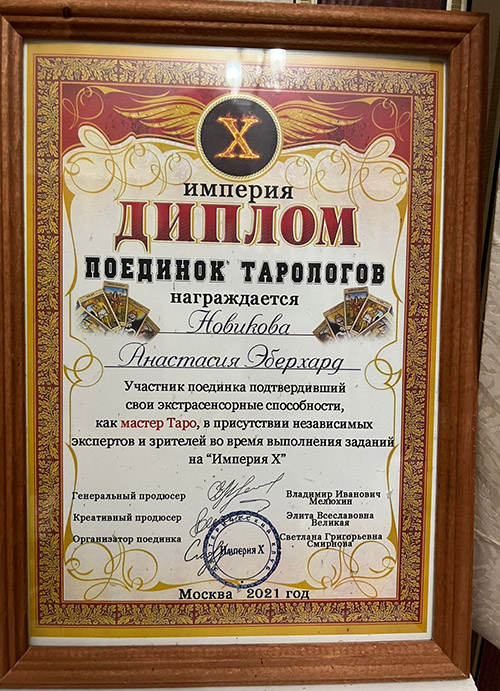 X
империя
ДИПЛОМ
ПОЕДИНОК ТАРОЛОГОВ
награждается
Новикова
Анастасия Эберхард
Участник поединка подтвердивший
свои экстрасенсорные способности,
как мастер Таро, в присутствии независимых
экспертов и зрителей во время выполнения заданий
на “Империя X”
Генеральный продюсер Владимир Иванович
Мелюхин
Креативный продюсер Элита Всеславовна
Великая
Организатор поединка Светлана Григорьевна
Смирнова
Империя X
Москва 2021 год